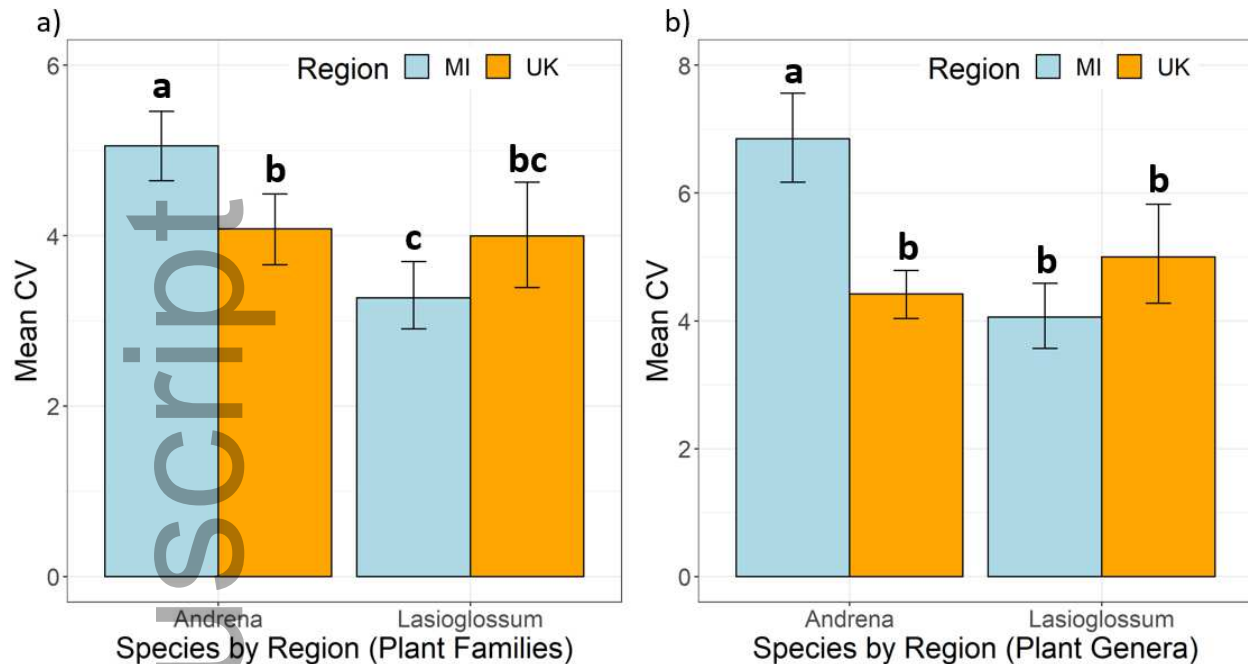 a)
Region MI UK
6
4
2
0
Mean CV
a
b
c
bc
Andrena Lasioglossum
Species by Region (Plant Families)
b)
Region MI UK
8
6
4
2
0
Mean CV
a
b
b
b
Andrena Lasioglossum
Species by Region (Plant Genera)
uscript